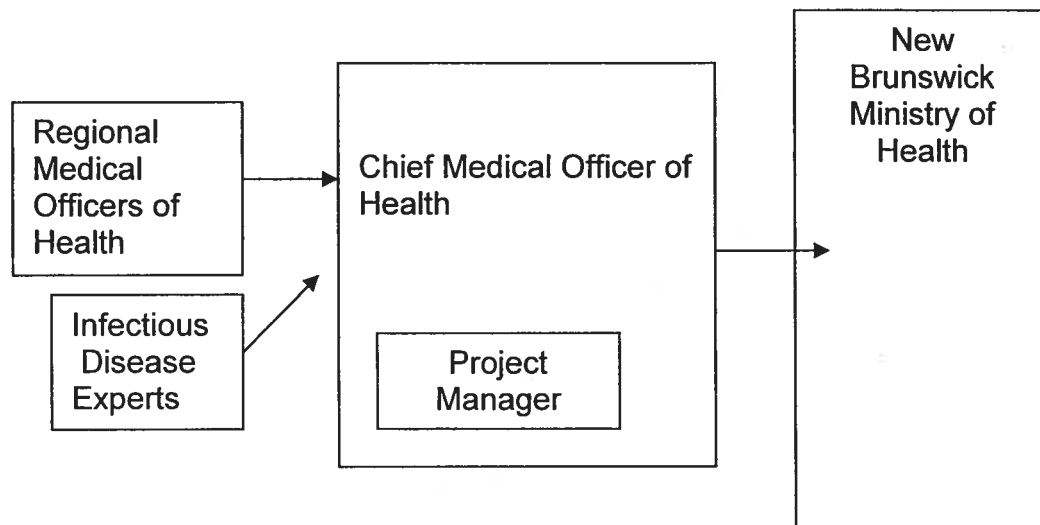 Regional
Medical
Officers of
Health
Infectious
Disease
Experts
Chief Medical Officer of
Health
Project
Manager
New
Brunswick
Ministry of
Health